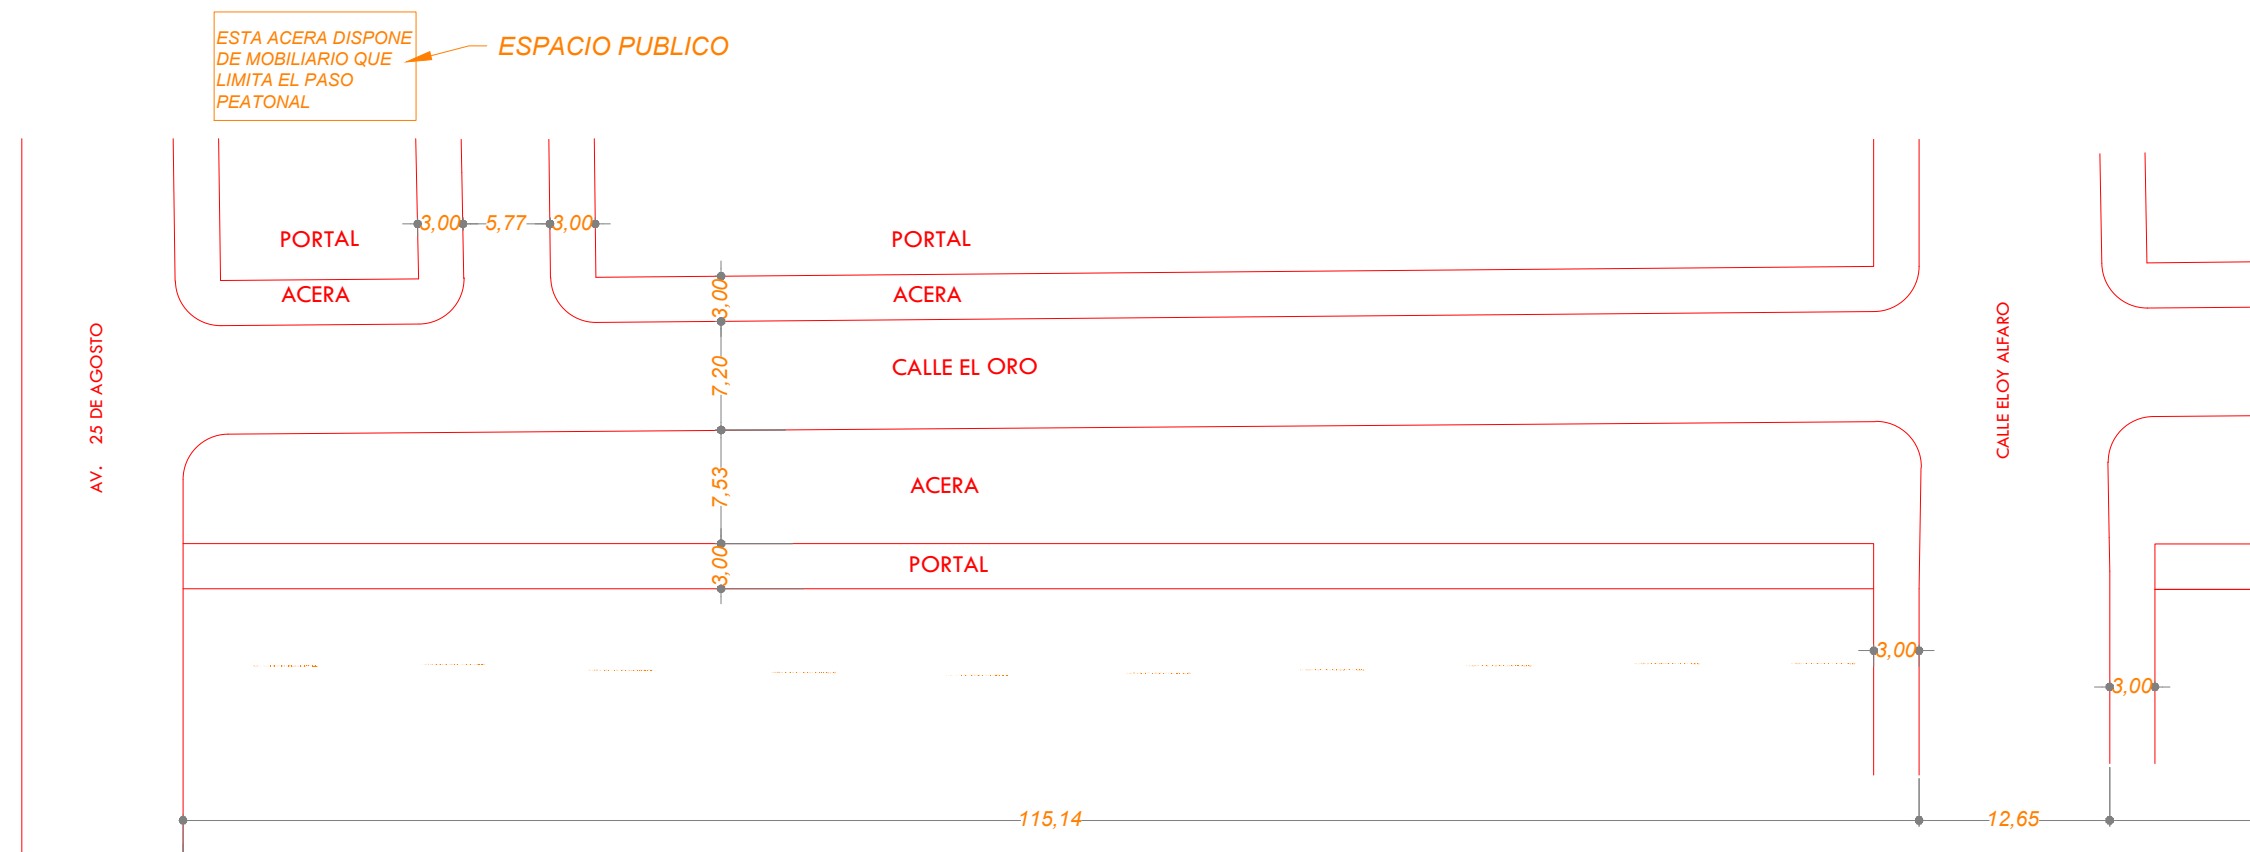 ESTA ACERA DISPONE
DE MOBILIARIO QUE
LIMITA EL PASO
PEATONAL
ESPACIO PUBLICO
3,00
5,77
3,00
PORTAL
PORTAL
3,00
ACERA
ACERA
AV. 25 DE AGOSTO
7,20
CALLE EL ORO
CALLE ELOY ALFARO
7,53
ACERA
3,00
PORTAL
3,00
3,00
115,14
12,65